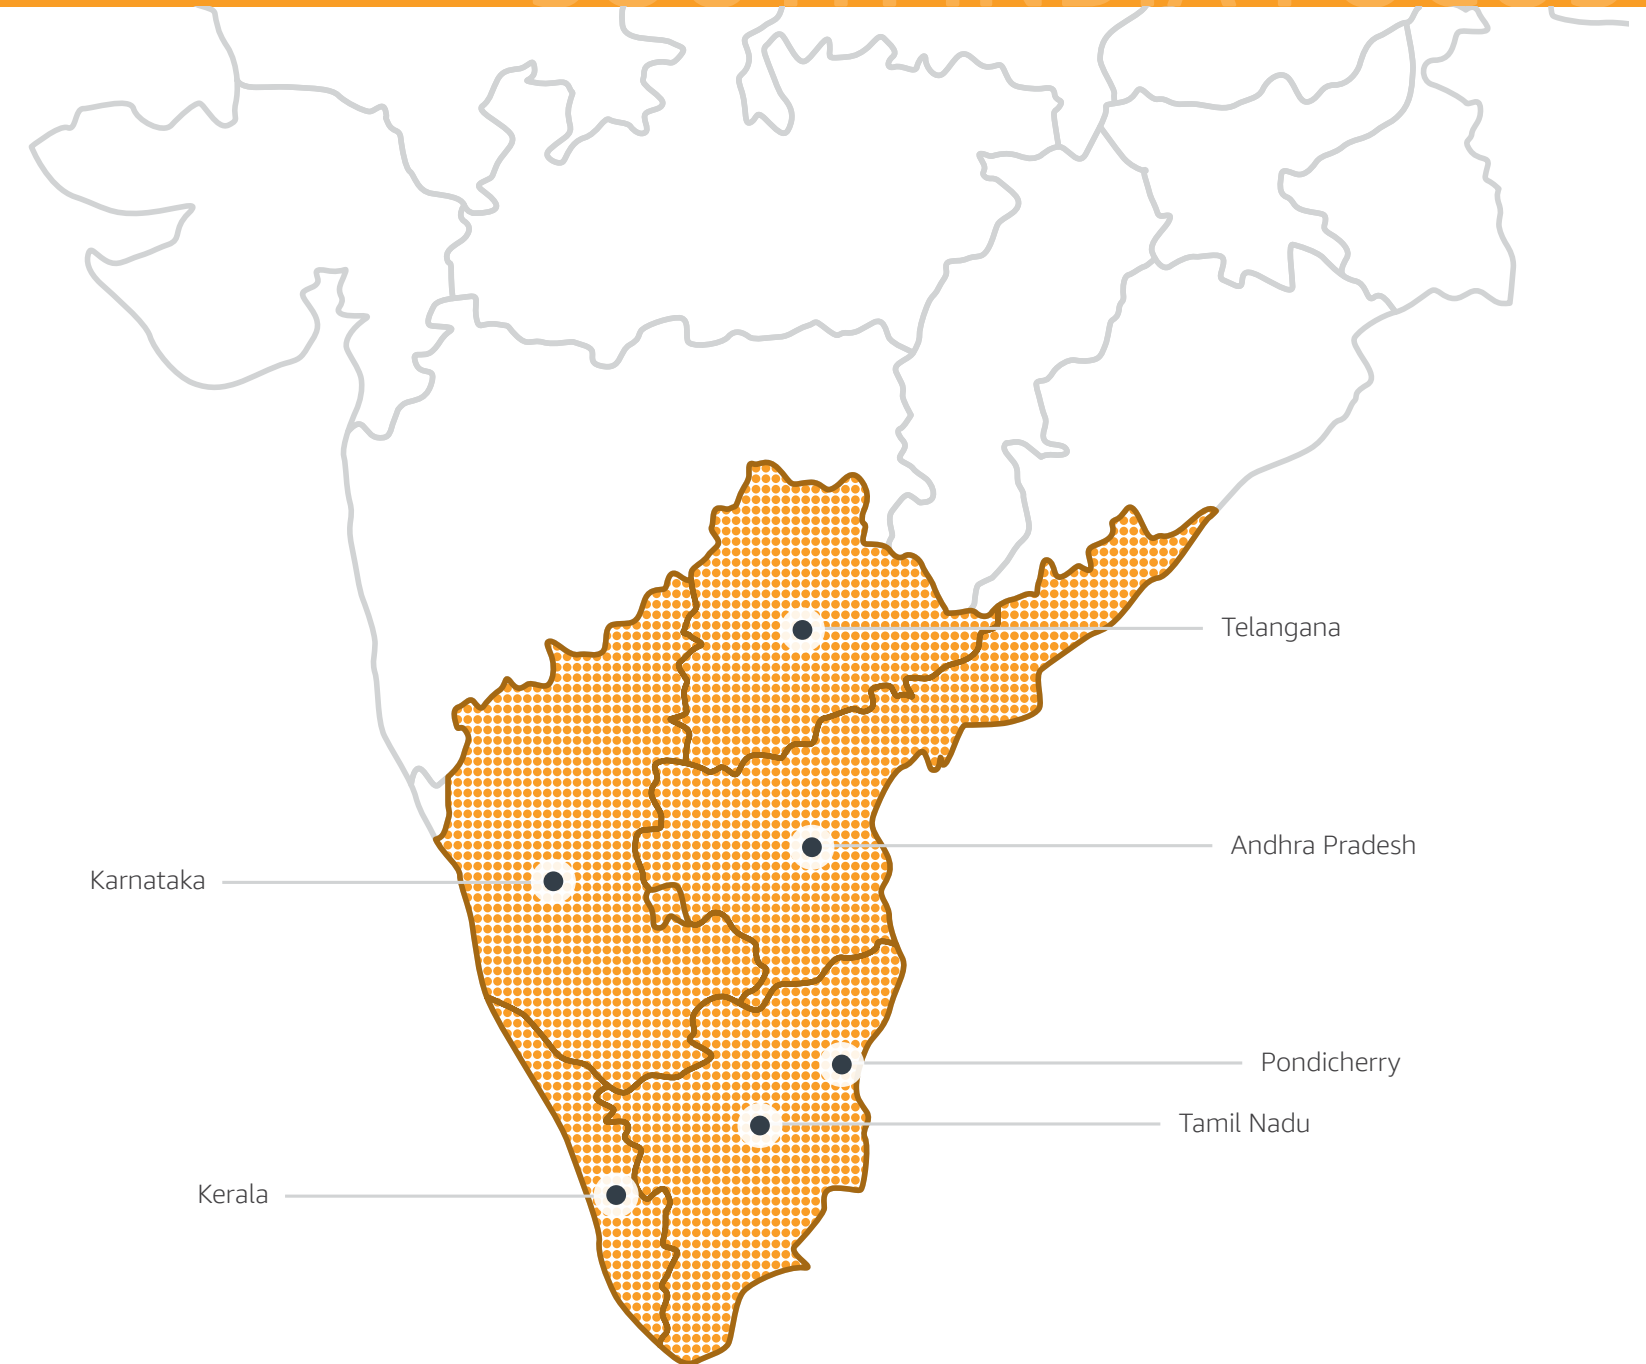 Telangana
Andhra Pradesh
Karnataka
Pondicherry
Tamil Nadu
Kerala